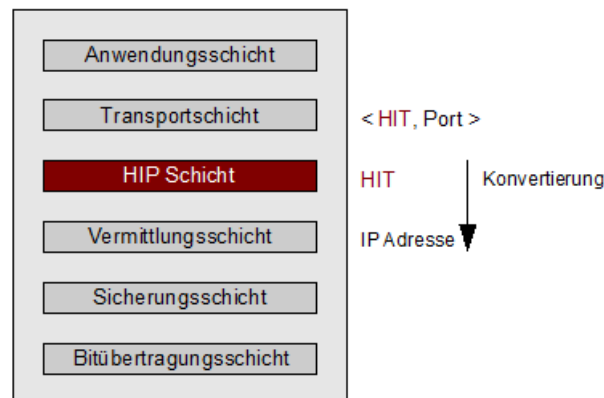 Anwendungsschicht
Transportschicht < HIT, Port >
HIP Schicht HIT Konvertierung
Vermittlungsschicht IP Adresse
Sicherungsschicht
Bitübertragungsschicht